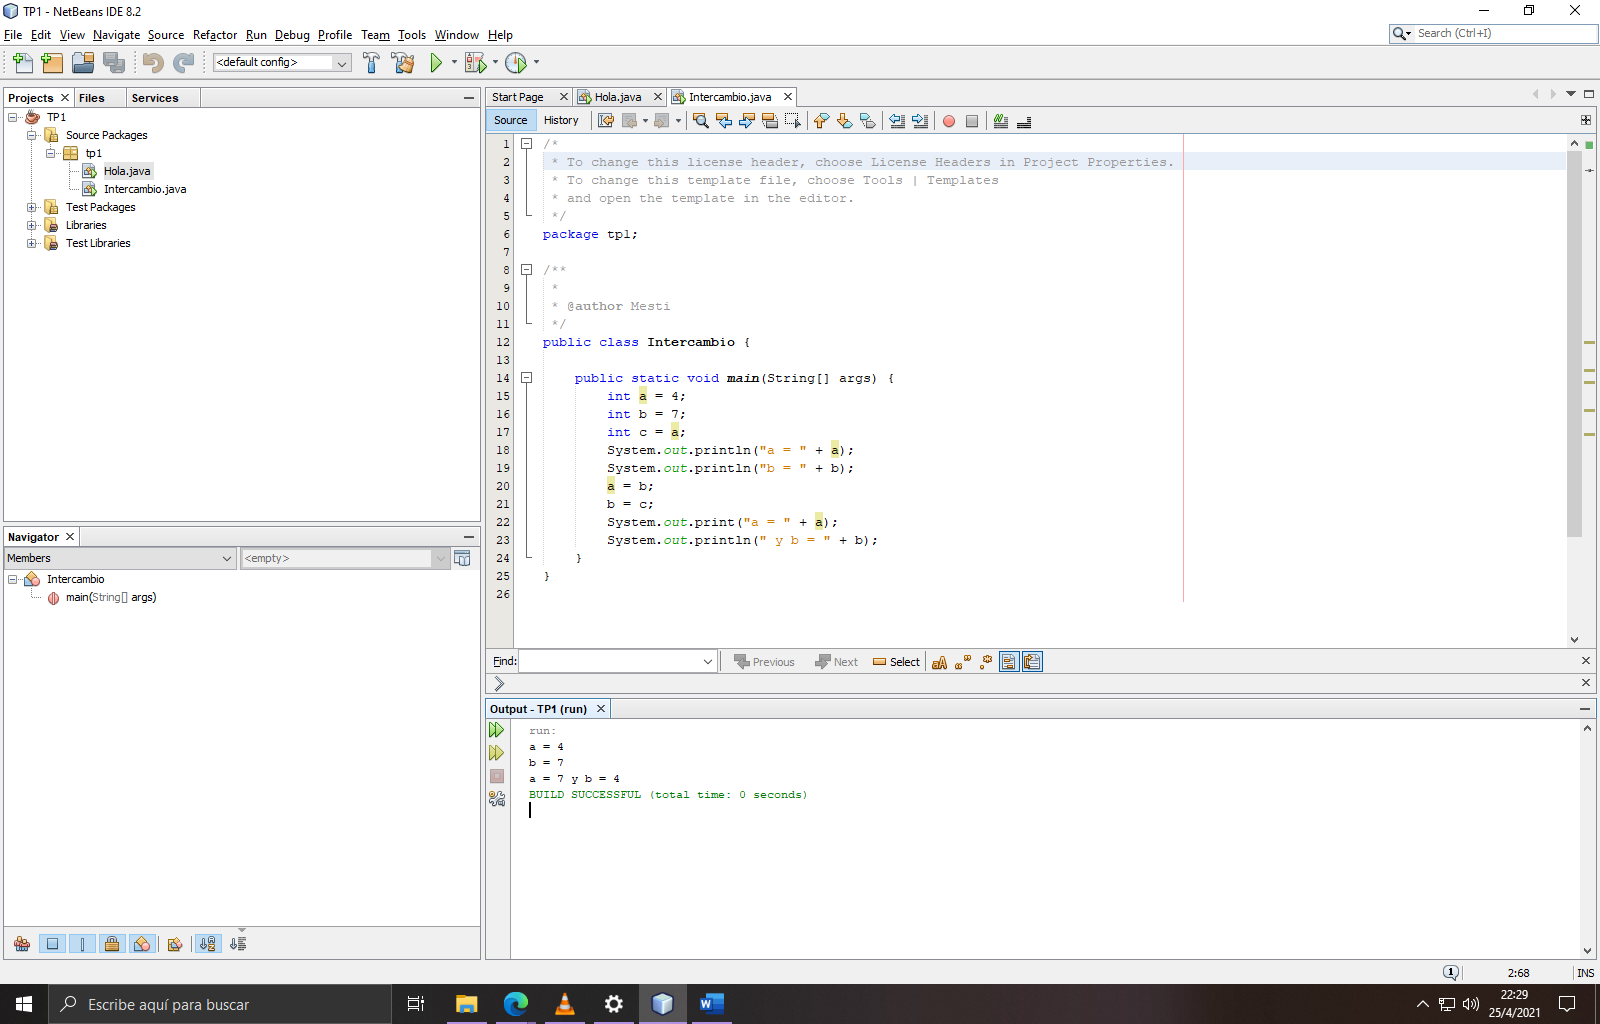 TP1 - NetBeans IDE 8.2
File Edit View Navigate Source Refactor Run Debug Profile Team Tools Window Help
Search (Ctrl+I)
<default config>
Projects Files Services
TP1
Source Packages
tp1
Hola.java
Intercambio.java
Test Packages
Libraries
Test Libraries
Navigator
Members <empty>
Intercambio
main(String[] args)
Start Page Hola.java Intercambio.java
Source History
1 /*
2 * To change this license header, choose License Headers in Project Properties.
3 * To change this template file, choose Tools | Templates
4 * and open the template in the editor.
5 */
6 package tp1;
7
8 /**
9 *
10 * @author Mesti
11 */
12 public class Intercambio {
13
14 public static void main(String[] args) {
15 int a = 4;
16 int b = 7;
17 int c = a;
18 System.out.println("a = " + a);
19 System.out.println("b = " + b);
20 a = b;
21 b = c;
22 System.out.print("a = " + a);
23 System.out.println(" y b = " + b);
24 }
25 }
26
Find: Previous Next Select
Output - TP1 (run)
run:
a = 4
b = 7
a = 7 y b = 4
BUILD SUCCESSFUL (total time: 0 seconds)
1 2:68 INS
Escribe aquí para buscar
22:29
25/4/2021